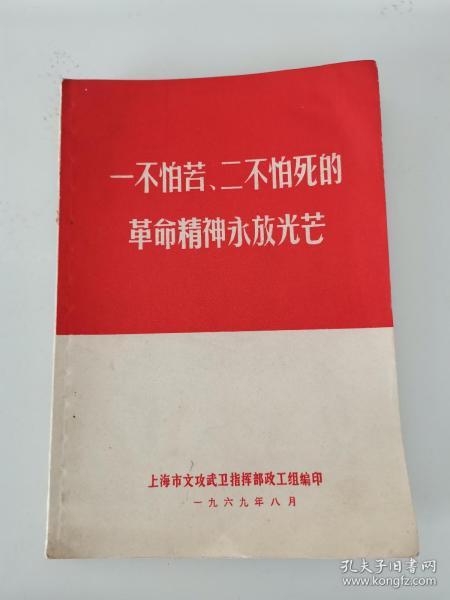 一不怕苦、二不怕死的
革命精神永放光芒
上海市文攻武卫指挥部政工组编印
一九六九年八月
孔夫子旧书网
www.kongfz.com